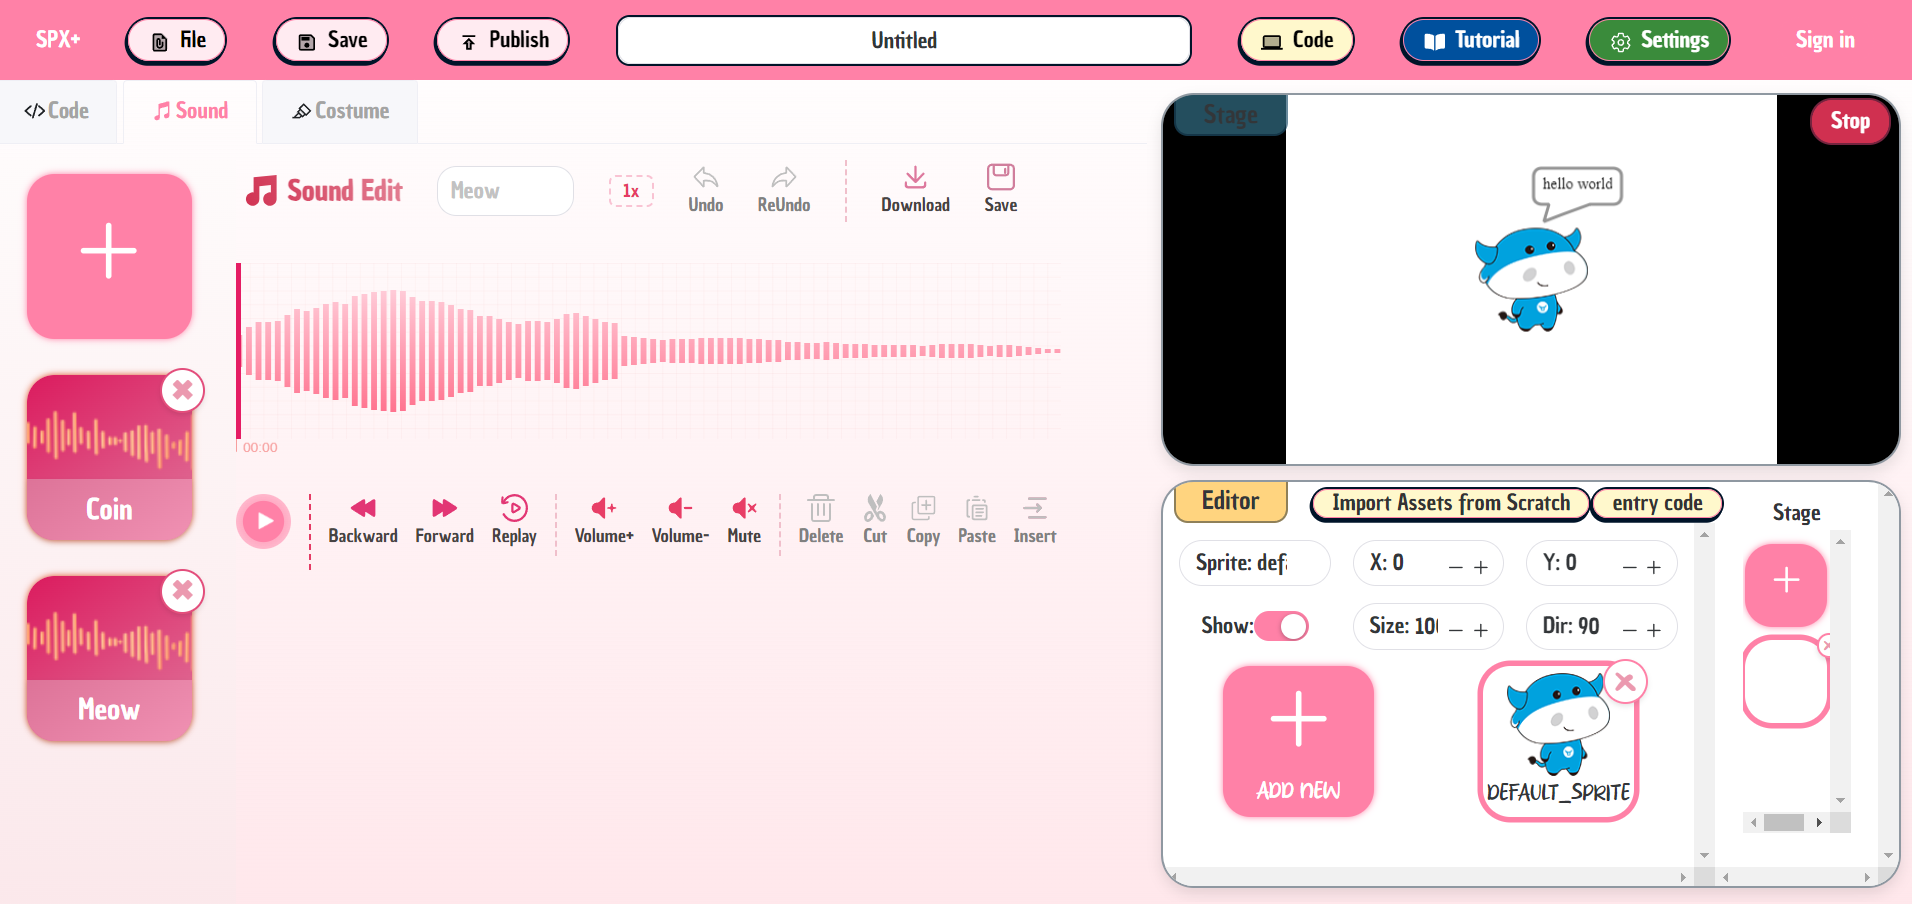 SPX+
File
Save
Publish
Untitled
Code
Tutorial
Settings
Sign in
Code
Sound
Costume
Sound Edit
Meow
1x
Undo
ReUndo
Download
Save
00:00
Backward
Forward
Replay
Volume+
Volume-
Mute
Delete
Cut
Copy
Paste
Insert
Coin
Meow
Stage
Stop
hello world
Editor
Import Assets from Scratch
entry code
Stage
Sprite: def
X: 0
Y: 0
Show:
Size: 100
Dir: 90
ADD NEW
DEFAULT_SPRITE